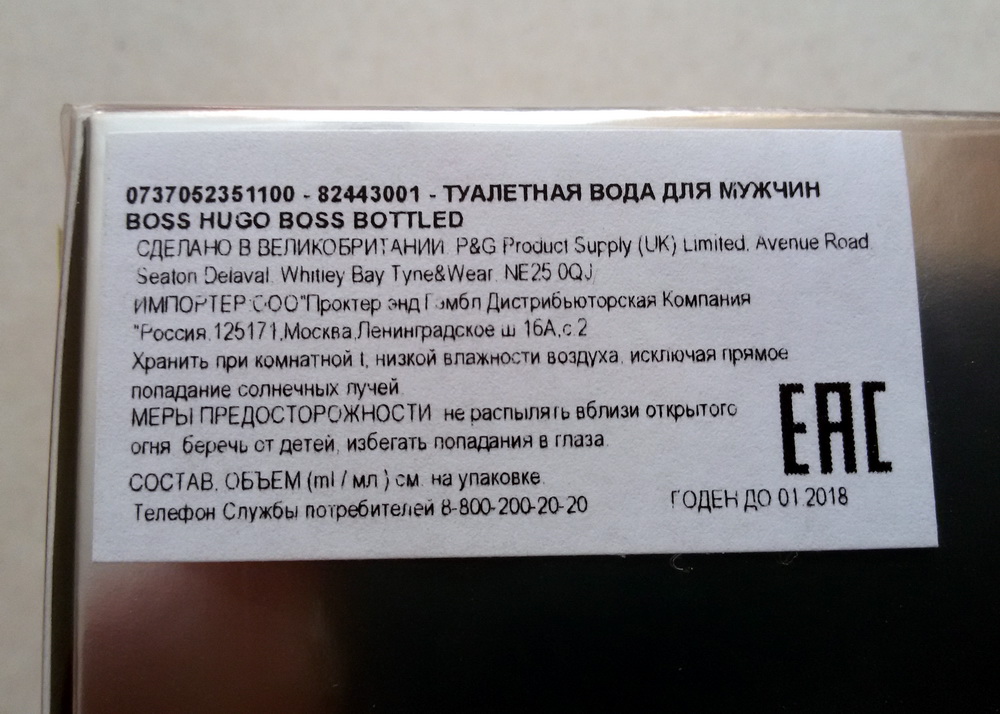 0737052351100 - 82443001 - ТУАЛЕТНАЯ ВОДА ДЛЯ МУЖЧИН
BOSS HUGO BOSS BOTTLED
СДЕЛАНО В ВЕЛИКОБРИТАНИИ. P&G Product Supply (UK) Limited. Avenue Road.
Seaton Delaval. Whitley Bay Tyne&Wear. NE25 0QJ
ИМПОРТЕР ООО"Проктер энд Гэмбл Дистрибьюторская Компания
"Россия,125171,Москва,Ленинградское ш 16А,с.2
Хранить при комнатной t, низкой влажности воздуха, исключая прямое
попадание солнечных лучей.
МЕРЫ ПРЕДОСТОРОЖНОСТИ: не распылять вблизи открытого
огня беречь от детей, избегать попадания в глаза.
СОСТАВ, ОБЪЕМ (ml / мл ) см. на упаковке.
Телефон Службы потребителей 8-800-200-20-20
ГОДЕН ДО 01.2018
EAC